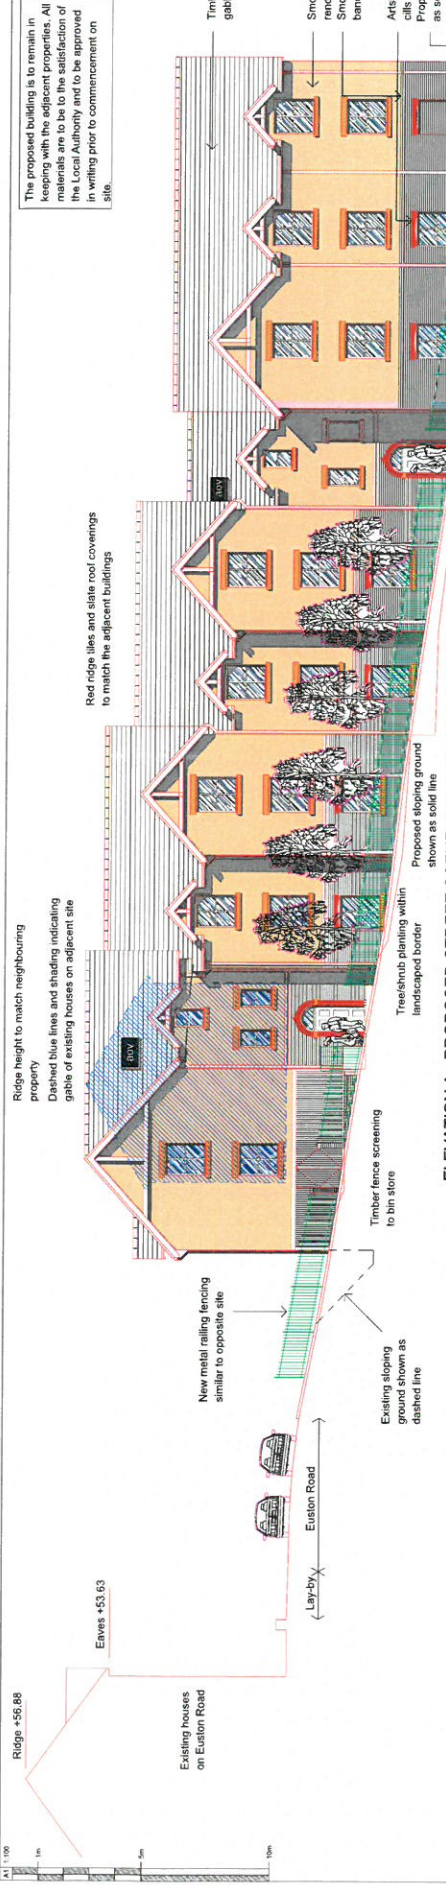 A1 1:100
1m
5m
10m
Ridge +56.88
Eaves +53.63
Existing houses
on Euston Road
Lay-by
Euston Road
Existing sloping
ground shown as
dashed line
New metal railing fencing
similar to opposite site
Timber fence screening
to bin store
Ridge height to match neighbouring
property
Dashed blue lines and shading indicating
gable of existing houses on adjacent site
aov
Tree/shrub planting within
landscaped border
Proposed sloping ground
shown as solid line
Red ridge tiles and slate roof coverings
to match the adjacent buildings
aov
The proposed building is to remain in
keeping with the adjacent properties. All
materials are to be to the satisfaction of
the Local Authority and to be approved
in writing prior to commencement on
site.